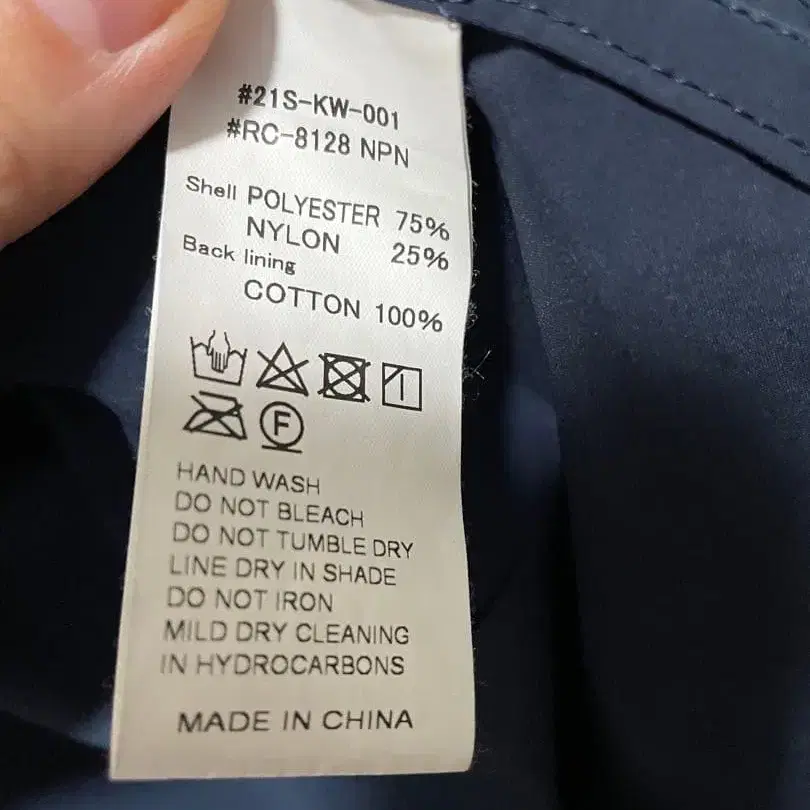 #21S-KW-001
#RC-8128 NPN
Shell POLYESTER 75%
NYLON 25%
Back lining
COTTON 100%
F
HAND WASH
DO NOT BLEACH
DO NOT TUMBLE DRY
LINE DRY IN SHADE
DO NOT IRON
MILD DRY CLEANING
IN HYDROCARBONS
MADE IN CHINA